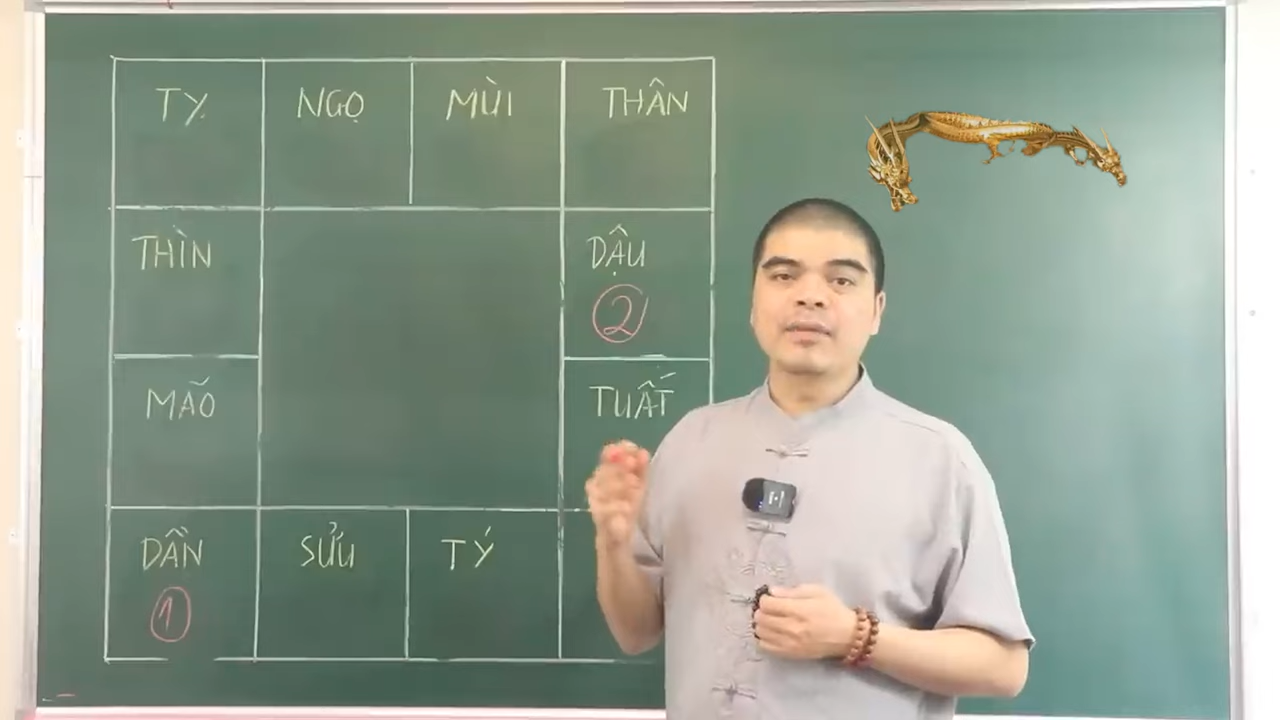 TỴ
NGỌ
MÙI
THÂN
THÌN
DẬU
2
MÃO
TUẤT
DẦN
SỬU
TÝ
1